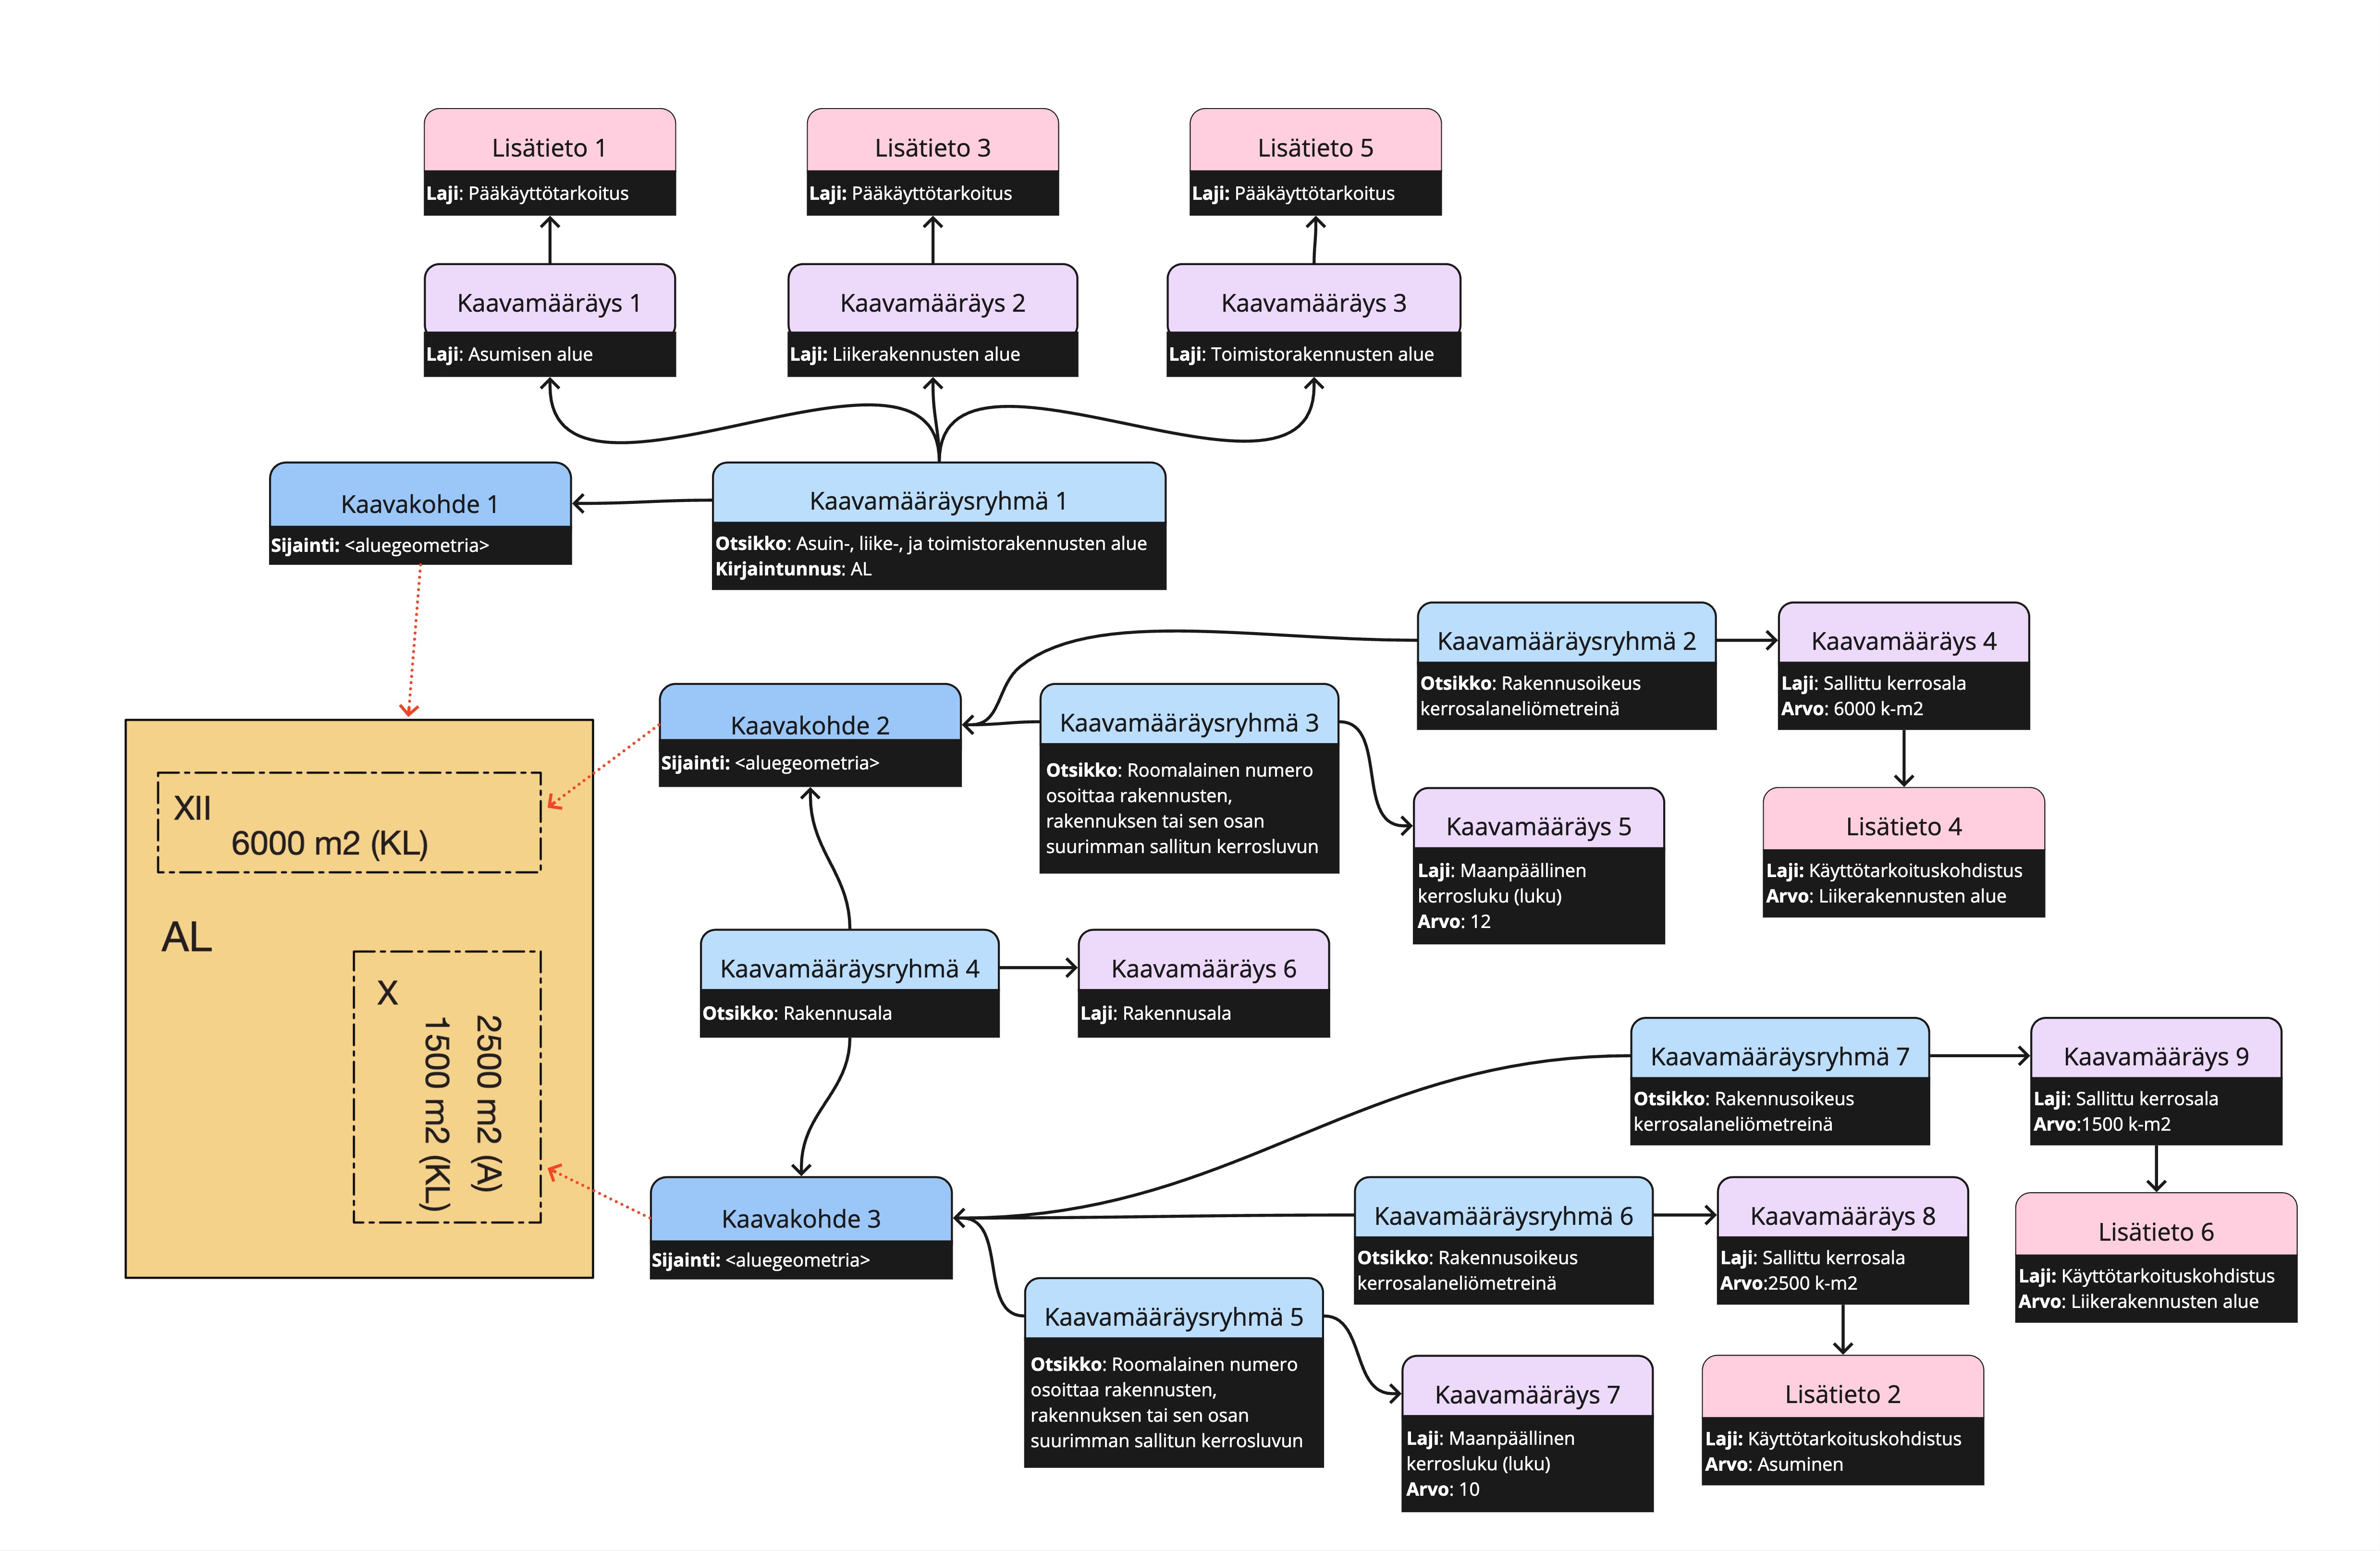 Lisätieto 1
Laji: Pääkäyttötarkoitus
Lisätieto 3
Laji: Pääkäyttötarkoitus
Lisätieto 5
Laji: Pääkäyttötarkoitus
Kaavamääräys 1
Laji: Asumisen alue
Kaavamääräys 2
Laji: Liikerakennusten alue
Kaavamääräys 3
Laji: Toimistorakennusten alue
Kaavakohde 1
Sijainti: <aluegeometria>
Kaavamääräysryhmä 1
Otsikko: Asuin-, liike-, ja toimistorakennusten alue
Kirjaintunnus: AL
Kaavamääräysryhmä 2
Otsikko: Rakennusoikeus
kerrosalaneliömetreinä
Kaavamääräys 4
Laji: Sallittu kerrosala
Arvo: 6000 k-m2
Kaavakohde 2
Sijainti: <aluegeometria>
Kaavamääräysryhmä 3
Otsikko: Roomalainen numero
osoittaa rakennusten,
rakennuksen tai sen osan
suurimman sallitun kerrosluvun
Kaavamääräys 5
Laji: Maanpäällinen
kerrosluku (luku)
Arvo: 12
Lisätieto 4
Laji: Käyttötarkoituskohdistus
Arvo: Liikerakennusten alue
XII
6000 m2 (KL)
AL
X
2500 m2 (A)
1500 m2 (KL)
Kaavamääräysryhmä 4
Otsikko: Rakennusala
Kaavamääräys 6
Laji: Rakennusala
Kaavamääräysryhmä 7
Otsikko: Rakennusoikeus
kerrosalaneliömetreinä
Kaavamääräys 9
Laji: Sallittu kerrosala
Arvo:1500 k-m2
Kaavakohde 3
Sijainti: <aluegeometria>
Kaavamääräysryhmä 6
Otsikko: Rakennusoikeus
kerrosalaneliömetreinä
Kaavamääräys 8
Laji: Sallittu kerrosala
Arvo:2500 k-m2
Lisätieto 6
Laji: Käyttötarkoituskohdistus
Arvo: Liikerakennusten alue
Kaavamääräysryhmä 5
Otsikko: Roomalainen numero
osoittaa rakennusten,
rakennuksen tai sen osan
suurimman sallitun kerrosluvun
Kaavamääräys 7
Laji: Maanpäällinen
kerrosluku (luku)
Arvo: 10
Lisätieto 2
Laji: Käyttötarkoituskohdistus
Arvo: Asuminen